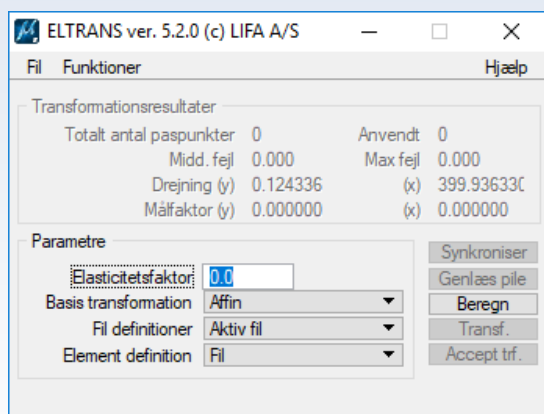 ELTRANS ver. 5.2.0 (c) LIFA A/S
Fil Funktioner Hjælp
Transformationsresultater
Totalt antal paspunkter 0 Anvendt 0
Midd. fejl 0.000 Max fejl 0.000
Drejning (y) 0.124336 (x) 399.936330
Målfaktor (y) 0.000000 (x) 0.000000
Parametre
Synkroniser
Elasticitetsfaktor 0.0 Genlæs pile
Basis transformation Affin Beregn
Fil definitioner Aktiv fil Transf.
Element definition Fil Accept trf.